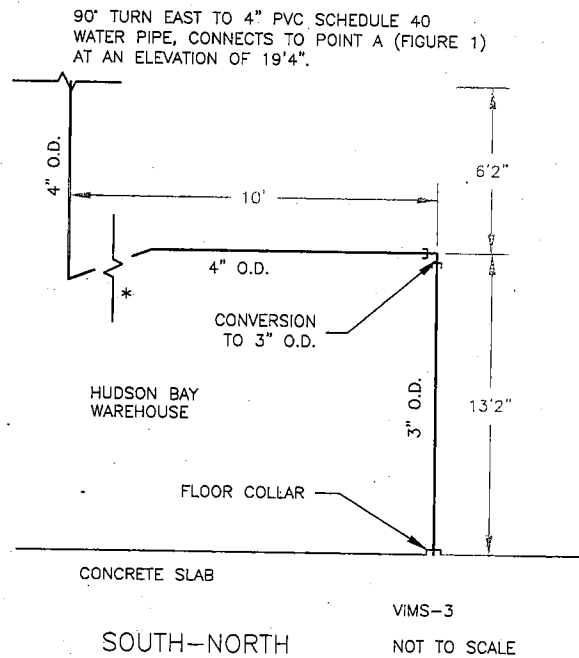 90° TURN EAST TO 4" PVC SCHEDULE 40
WATER PIPE, CONNECTS TO POINT A (FIGURE 1)
AT AN ELEVATION OF 19'4".
4" O.D.
10'
6'2"
4" O.D.
*
CONVERSION
TO 3" O.D.
HUDSON BAY
WAREHOUSE
3" O.D.
13'2"
FLOOR COLLAR
CONCRETE SLAB
VIMS-3
SOUTH-NORTH
NOT TO SCALE